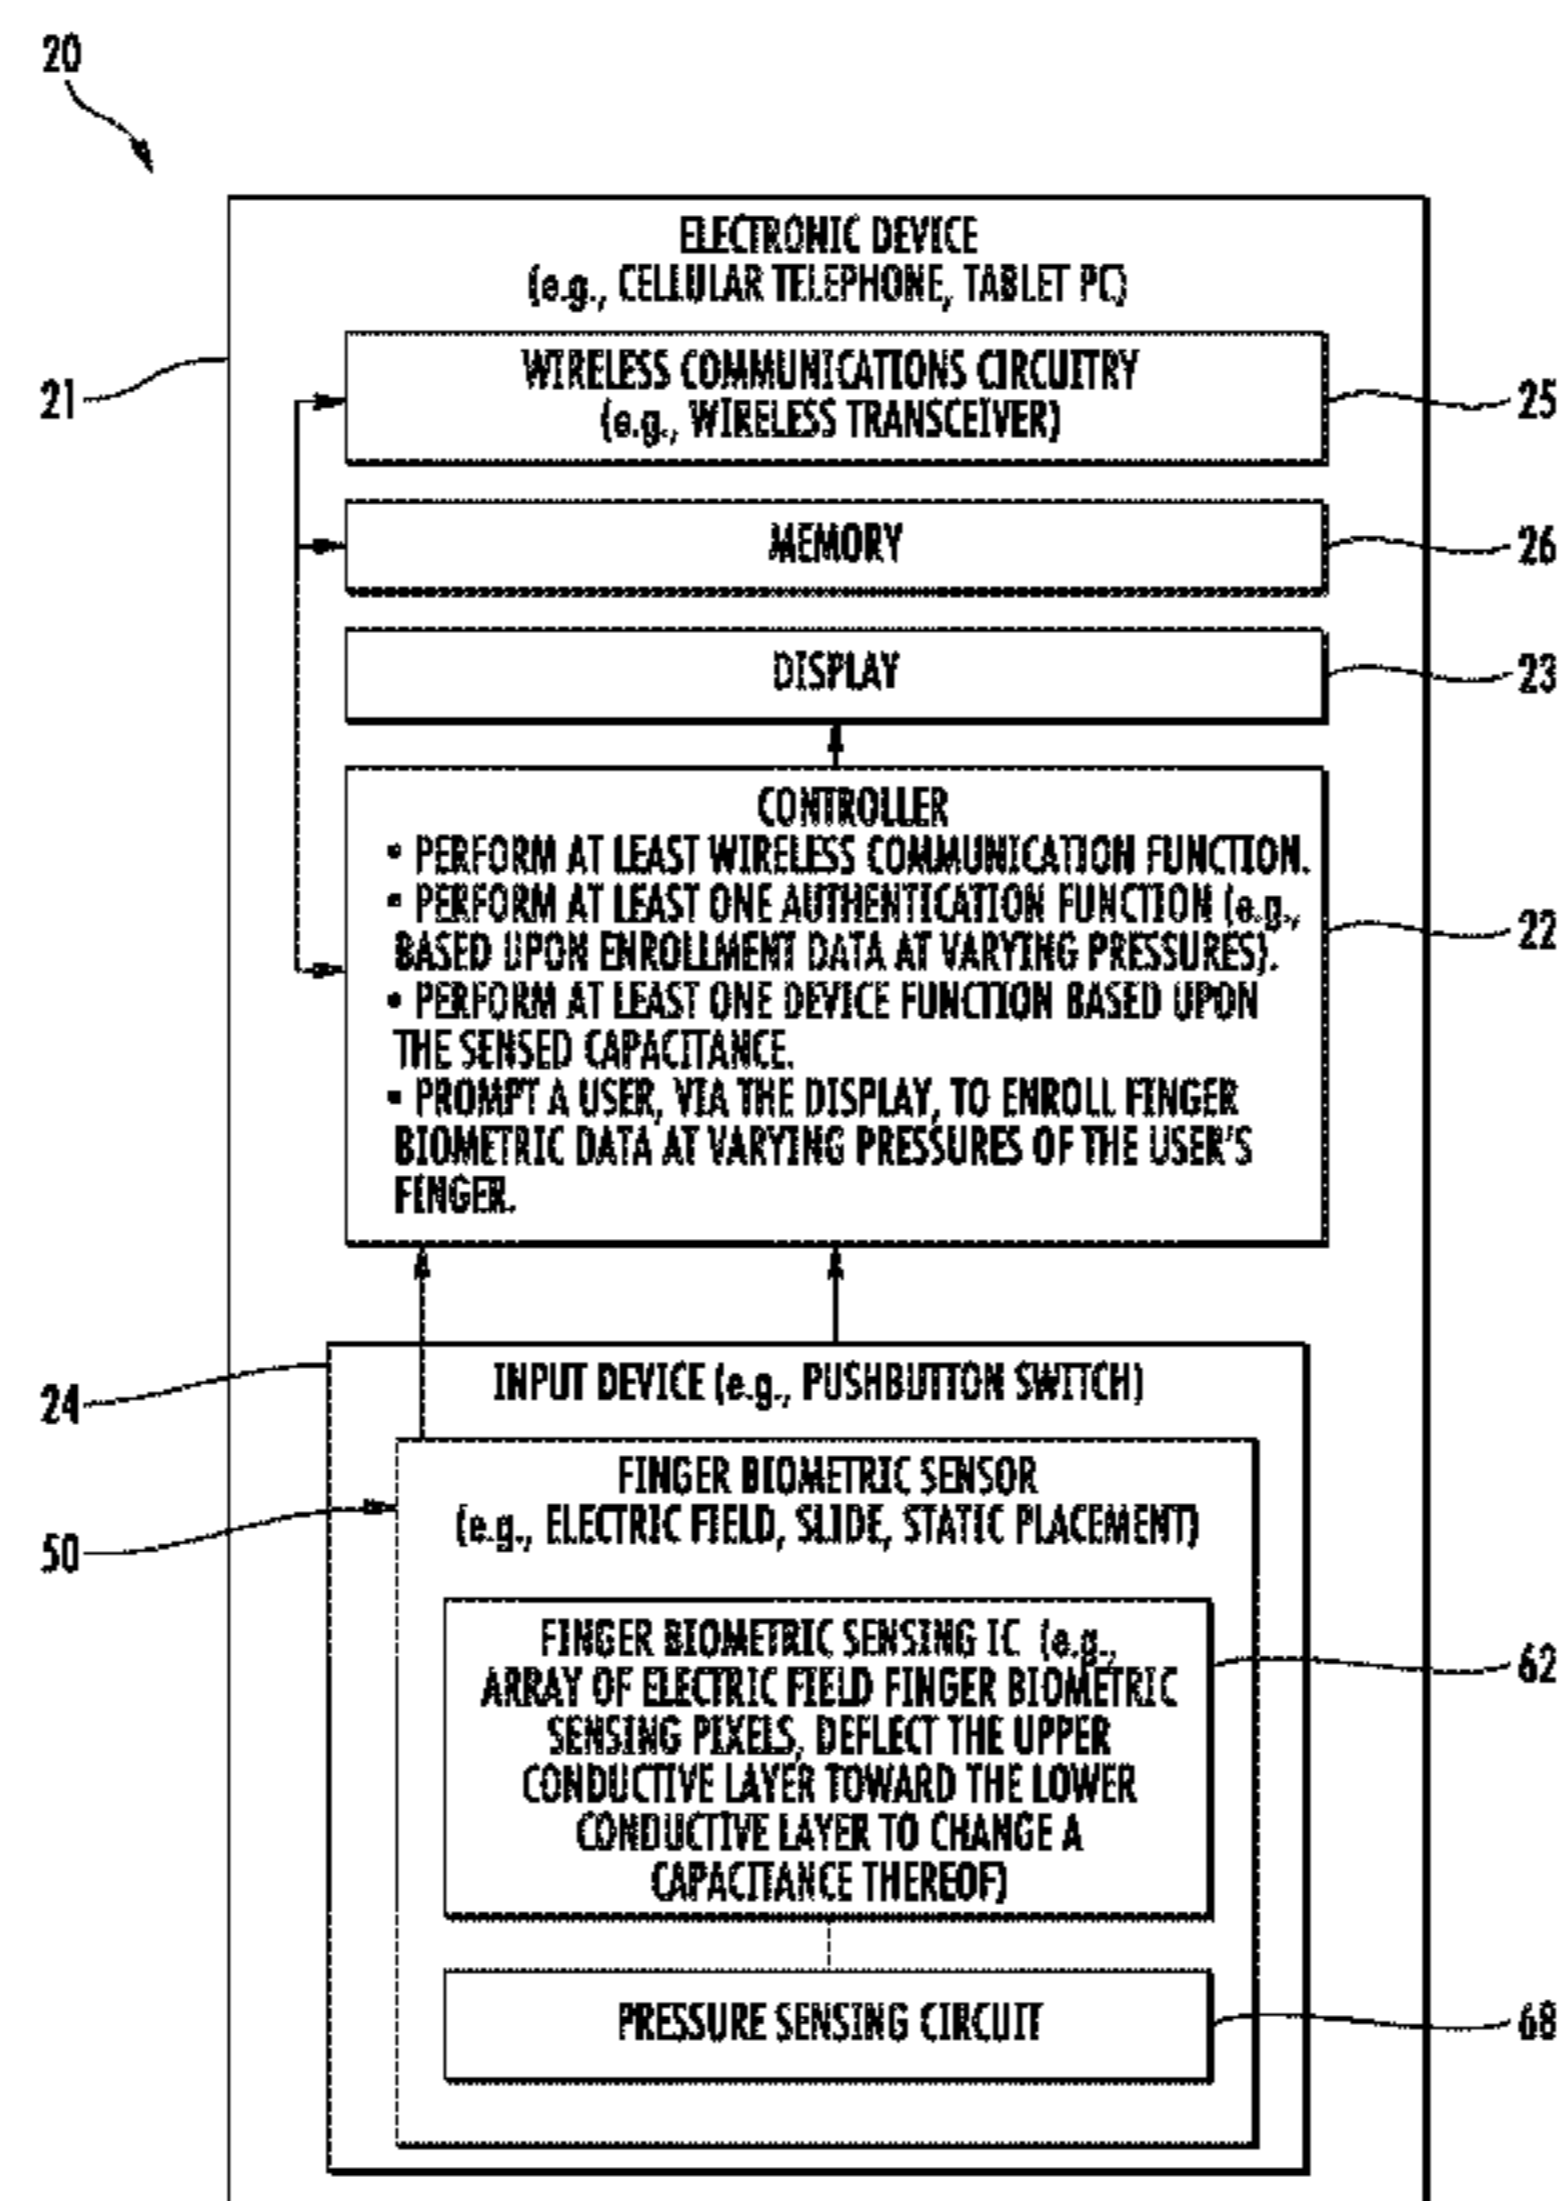 20
ELECTRONIC DEVICE
(e.g., CELLULAR TELEPHONE, TABLET PC)
21
WIRELESS COMMUNICATIONS CIRCUITRY
(e.g., WIRELESS TRANSCEIVER)
25
MEMORY
26
DISPLAY
23
CONTROLLER
• PERFORM AT LEAST WIRELESS COMMUNICATION FUNCTION.
• PERFORM AT LEAST ONE AUTHENTICATION FUNCTION (e.g.,
BASED UPON ENROLLMENT DATA AT VARYING PRESSURES).
22
• PERFORM AT LEAST ONE DEVICE FUNCTION BASED UPON
THE SENSED CAPACITANCE.
• PROMPT A USER, VIA THE DISPLAY, TO ENROLL FINGER
BIOMETRIC DATA AT VARYING PRESSURES OF THE USER'S
FINGER.
24
INPUT DEVICE (e.g., PUSHBUTTON SWITCH)
FINGER BIOMETRIC SENSOR
(e.g., ELECTRIC FIELD, SLIDE, STATIC PLACEMENT)
50
FINGER BIOMETRIC SENSING IC (e.g.,
ARRAY OF ELECTRIC FIELD FINGER BIOMETRIC
SENSING PIXELS, DEFLECT THE UPPER
CONDUCTIVE LAYER TOWARD THE LOWER
CONDUCTIVE LAYER TO CHANGE A
CAPACITANCE THEREOF)
62
PRESSURE SENSING CIRCUIT
68